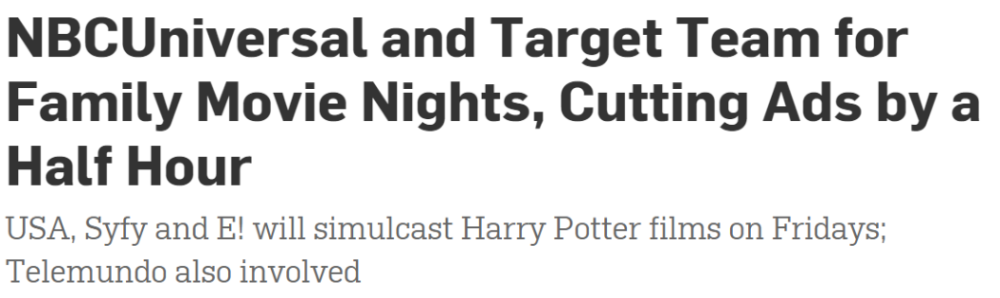 NBCUniversal and Target Team for
Family Movie Nights, Cutting Ads by a
Half Hour
USA, Syfy and E! will simulcast Harry Potter films on Fridays;
Telemundo also involved